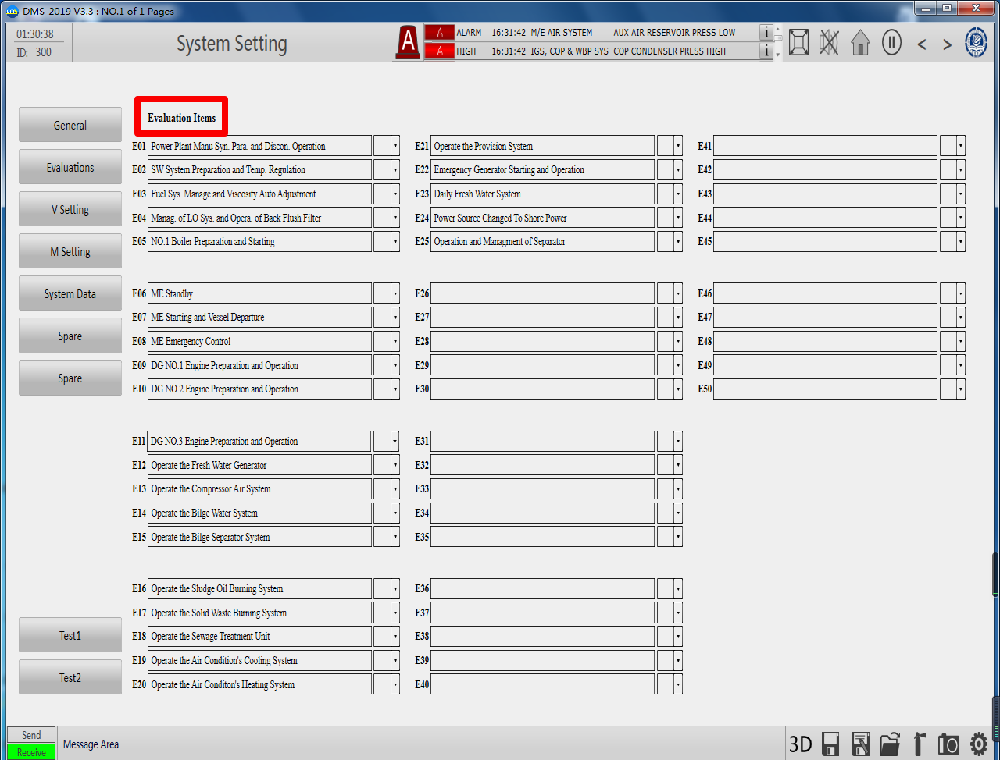 DMS-2019 V3.3 : NO.1 of 1 Pages
01:30:38
ID: 300
System Setting
A
A ALARM 16:31:42 M/E AIR SYSTEM AUX AIR RESERVOIR PRESS LOW i
A HIGH 16:31:42 IGS, COP & WBP SYS COP CONDENSER PRESS HIGH i
General
Evaluations
V Setting
M Setting
System Data
Spare
Spare
Test1
Test2
Evaluation Items
E01 Power Plant Manu Syn. Para. and Discon. Operation
E02 SW System Preparation and Temp. Regulation
E03 Fuel Sys. Manage and Viscosity Auto Adjustment
E04 Manag. of LO Sys. and Opera. of Back Flush Filter
E05 NO.1 Boiler Preparation and Starting
E06 ME Standby
E07 ME Starting and Vessel Departure
E08 ME Emergency Control
E09 DG NO.1 Engine Preparation and Operation
E10 DG NO.2 Engine Preparation and Operation
E11 DG NO.3 Engine Preparation and Operation
E12 Operate the Fresh Water Generator
E13 Operate the Compressor Air System
E14 Operate the Bilge Water System
E15 Operate the Bilge Separator System
E16 Operate the Sludge Oil Burning System
E17 Operate the Solid Waste Burning System
E18 Operate the Sewage Treatment Unit
E19 Operate the Air Condition's Cooling System
E20 Operate the Air Conditon's Heating System
E21 Operate the Provision System
E22 Emergency Generator Starting and Operation
E23 Daily Fresh Water System
E24 Power Source Changed To Shore Power
E25 Operation and Managment of Separator
E26
E27
E28
E29
E30
E31
E32
E33
E34
E35
E36
E37
E38
E39
E40
E41
E42
E43
E44
E45
E46
E47
E48
E49
E50
Send
Receive
Message Area
3D